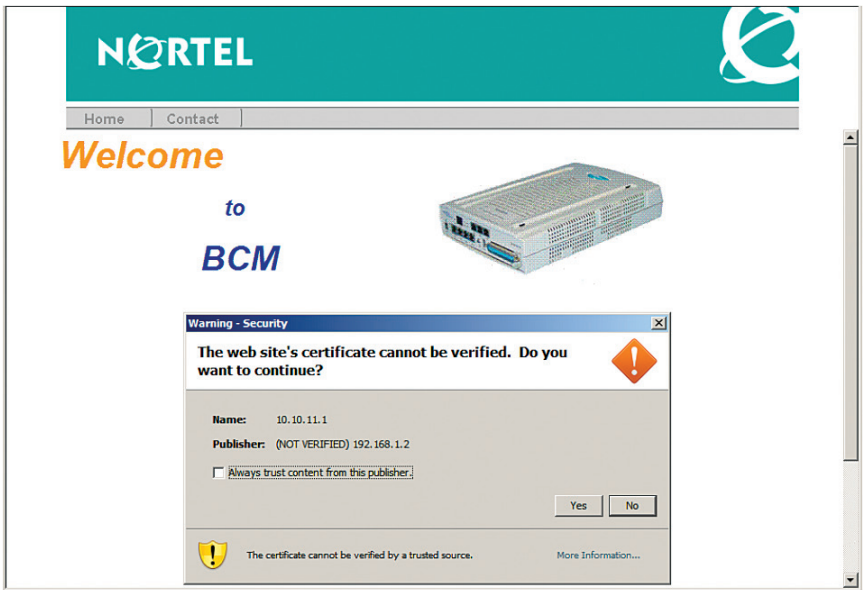 NORTEL
Home
Contact
Welcome
to
BCM
Warning - Security
The web site's certificate cannot be verified. Do you
want to continue?
Name: 10.10.11.1
Publisher: (NOT VERIFIED) 192.168.1.2
Always trust content from this publisher.
Yes
No
The certificate cannot be verified by a trusted source.
More Information...